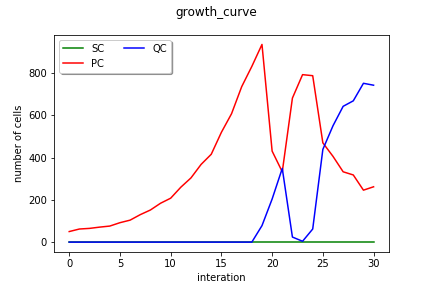 growth_curve
SC
PC
QC
number of cells
800
600
400
200
0
0 5 10 15 20 25 30
interation